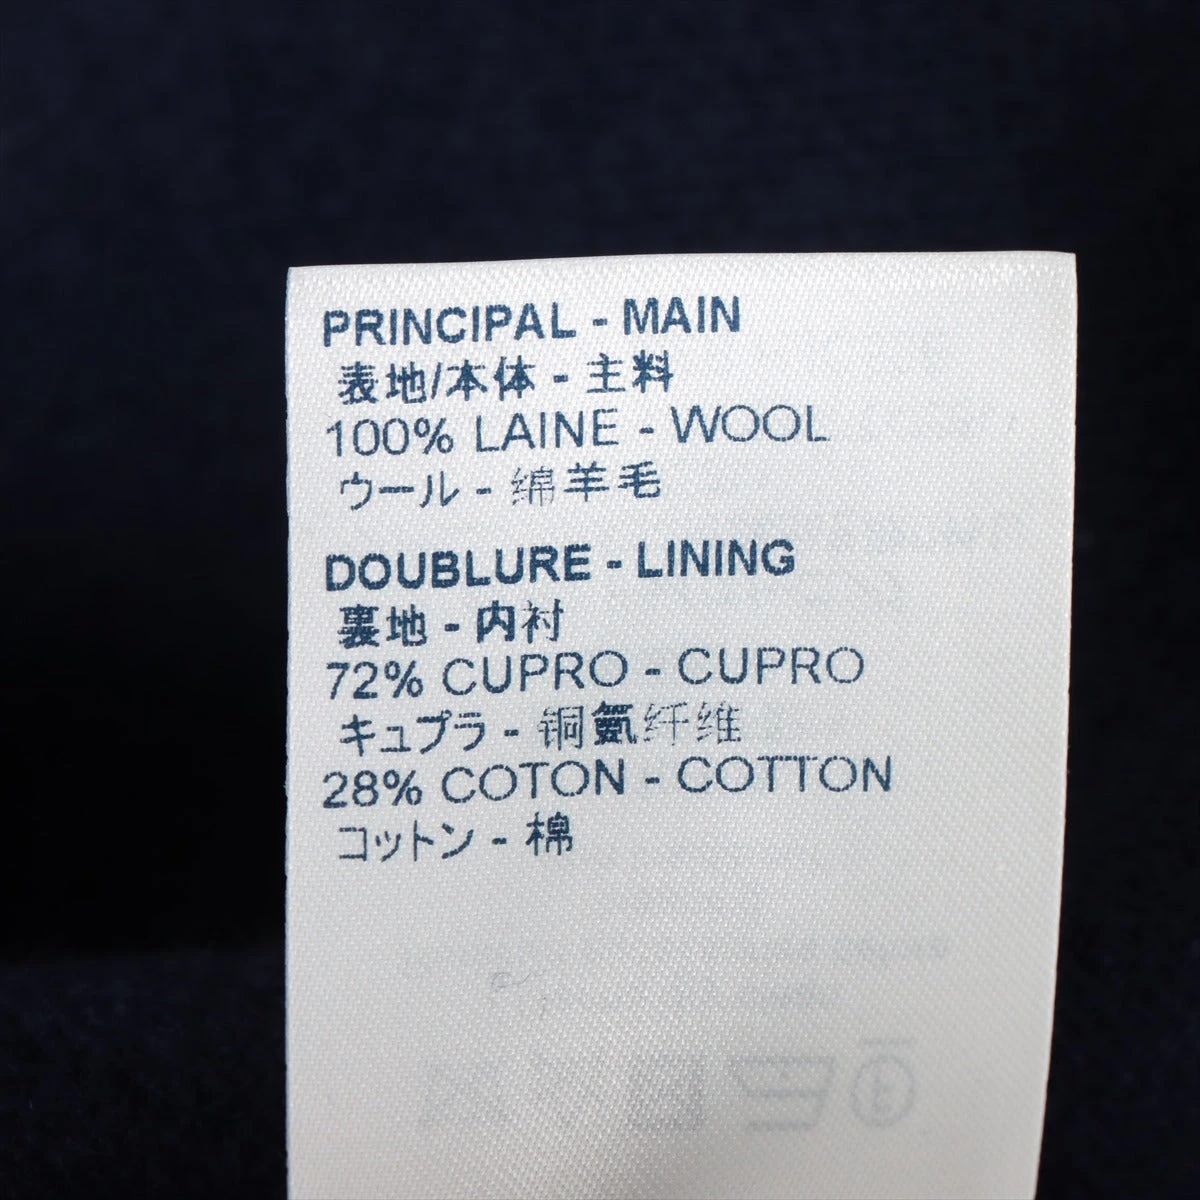 PRINCIPAL - MAIN
表地/本体 - 主料
100% LAINE - WOOL
ウール - 绵羊毛
DOUBLURE - LINING
裏地 - 内衬
72% CUPRO - CUPRO
キュプラ - 铜氨纤维
28% COTON - COTTON
コットン - 棉